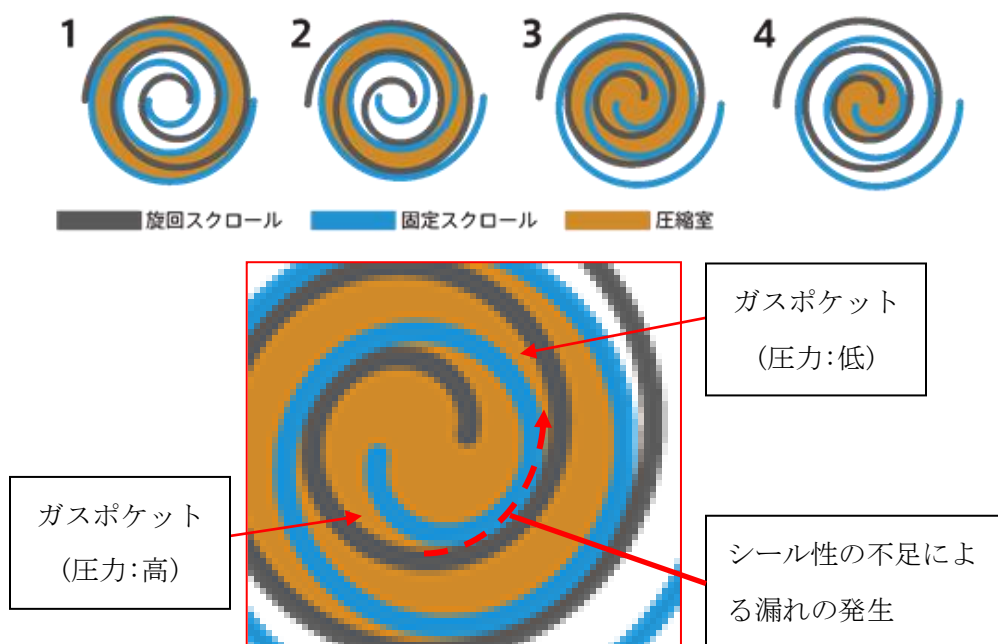 1
2
3
4
旋回スクロール
固定スクロール
圧縮室
ガスポケット
(圧力:低)
ガスポケット
(圧力:高)
シール性の不足によ
る漏れの発生